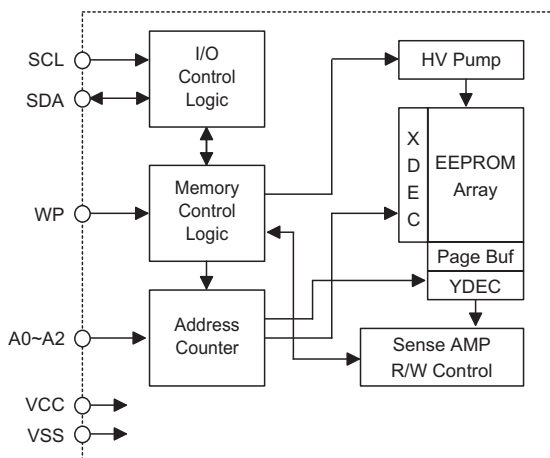 SCL
SDA
WP
A0~A2
VCC
VSS
I/O
Control
Logic
Memory
Control
Logic
Address
Counter
HV Pump
X
D
E
C
EEPROM
Array
Page Buf
YDEC
Sense AMP
R/W Control